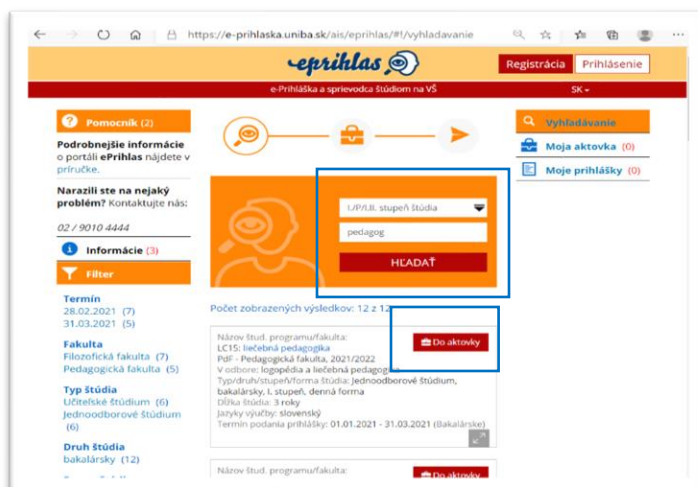 https://e-prihlaska.uniba.sk/ais/eprihlas/#!/vyhladavanie
eprihlas
Registrácia Prihlásenie
e-Prihláška a sprievodca štúdiom na VŠ
SK
Pomocník (2)
Podrobnejšie informácie
o portáli ePrihlas nájdete v
príručke.
Narazili ste na nejaký
problém? Kontaktujte nás:
02 / 9010 4444
Informácie (3)
Filter
Termín
28.02.2021 (7)
31.03.2021 (5)
Fakulta
Filozofická fakulta (7)
Pedagogická fakulta (5)
Typ štúdia
Učiteľské štúdium (6)
Jednoodborové štúdium
(6)
Druh štúdia
bakalársky (12)
I./P/I.II. stupeň štúdia
pedagog
HĽADAŤ
Počet zobrazených výsledkov: 12 z 12
Názov štud. programu/fakulta:
LC15: liečebná pedagogika
PdF - Pedagogická fakulta, 2021/2022
V odbore: logopédia a liečebná pedagogika
Typ/druh/stupeň/forma štúdia: Jednoodborové štúdium,
bakalársky, I. stupeň, denná forma
Dĺžka štúdia: 3 roky
Jazyky výučby: slovenský
Termín podania prihlášky: 01.01.2021 - 31.03.2021 (Bakalárske)
Do aktovky
Názov štud. programu/fakulta:
Do aktovky
Vyhľadávanie
Moja aktovka (0)
Moje prihlášky (0)